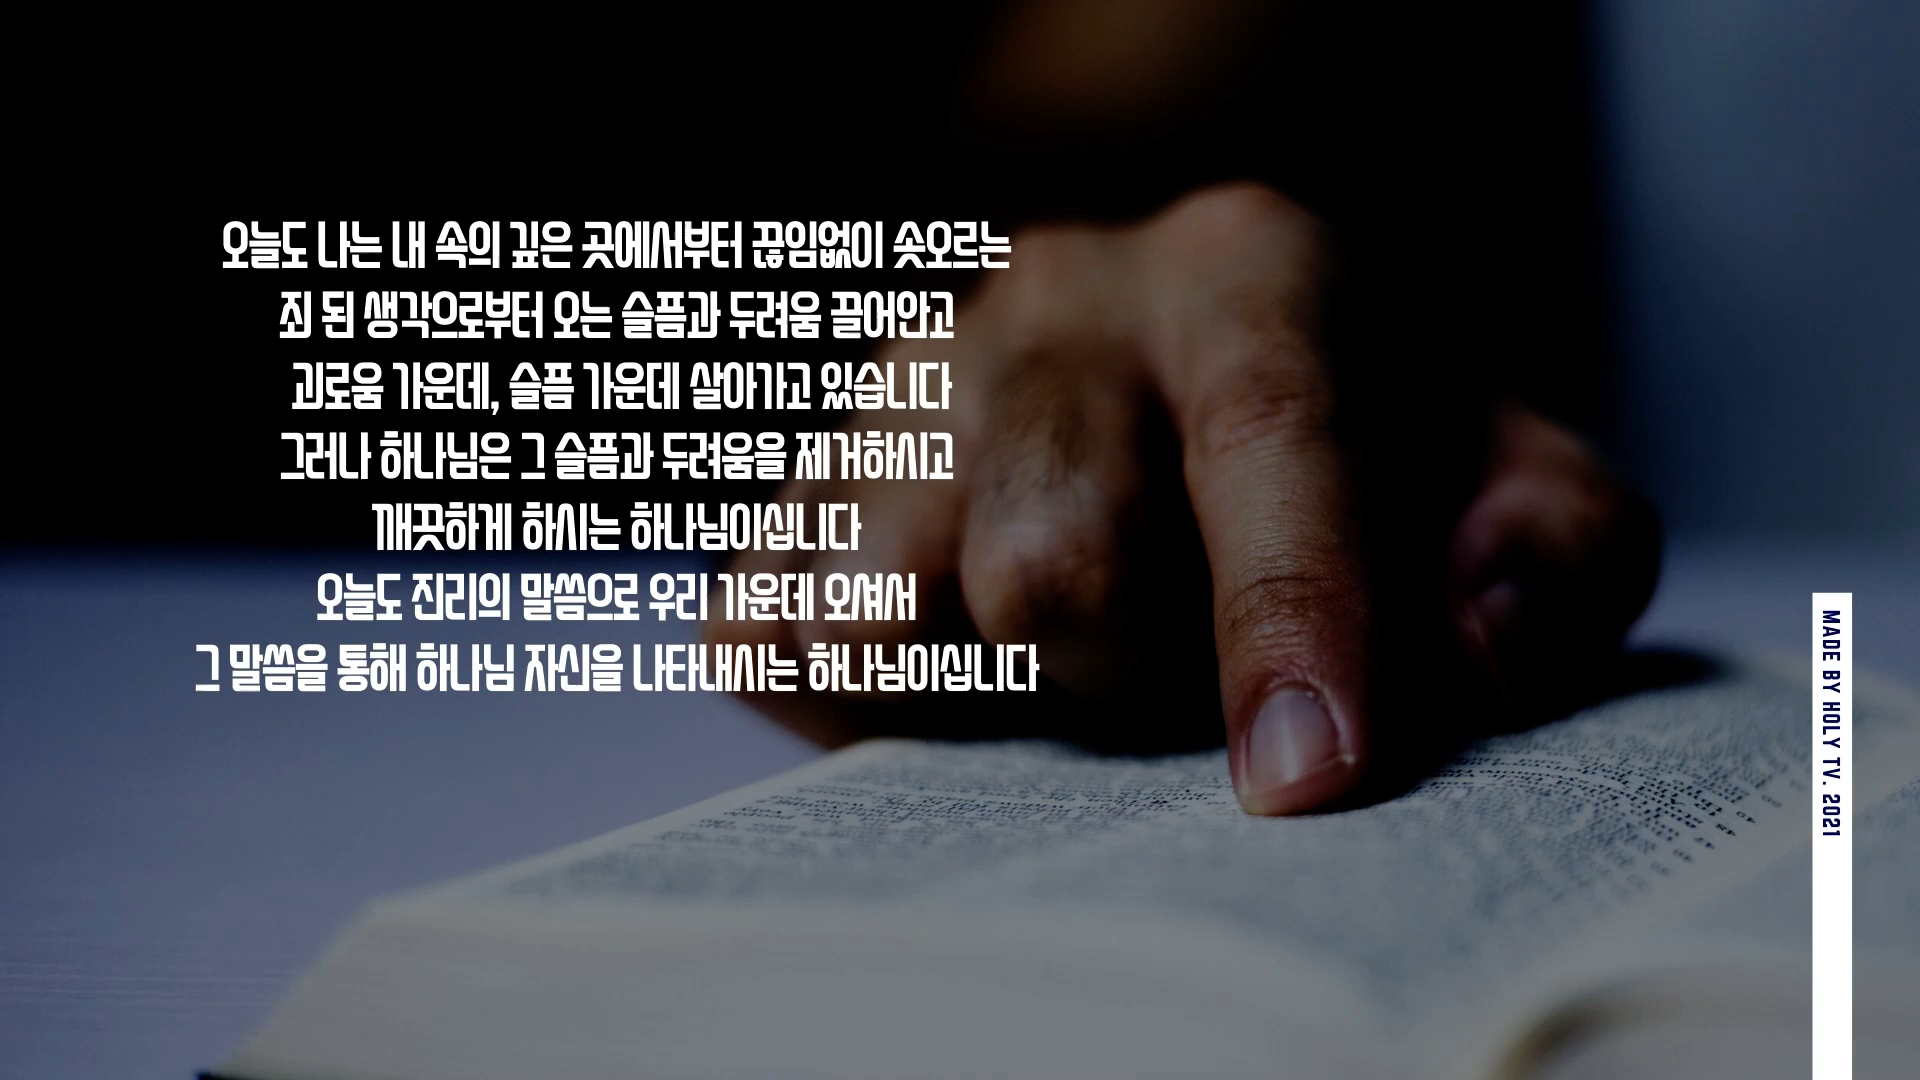 오늘도 나는 내 속의 깊은 곳에서부터 끊임없이 솟오르는
죄 된 생각으로부터 오는 슬픔과 두려움 끌어안고
괴로움 가운데, 슬픔 가운데 살아가고 있습니다
그러나 하나님은 그 슬픔과 두려움을 제거하시고
깨끗하게 하시는 하나님이십니다
오늘도 진리의 말씀으로 우리 가운데 오셔서
그 말씀을 통해 하나님 자신을 나타내시는 하나님이십니다
MADE BY HOLY TV. 2021